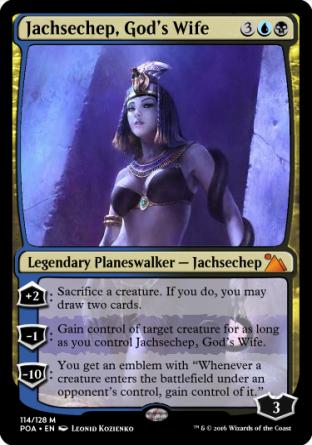 Jachsechep, God's Wife 3
Legendary Planeswalker — Jachsechep
+2: Sacrifice a creature. If you do, you may
draw two cards.
-1: Gain control of target creature for as long
as you control Jachsechep, God's Wife.
-10: You get an emblem with "Whenever a
creature enters the battlefield under an
opponent's control, gain control of it."
3
114/128 M
POA • EN Leonid Kozienko
™ & © 2016 Wizards of the Coast